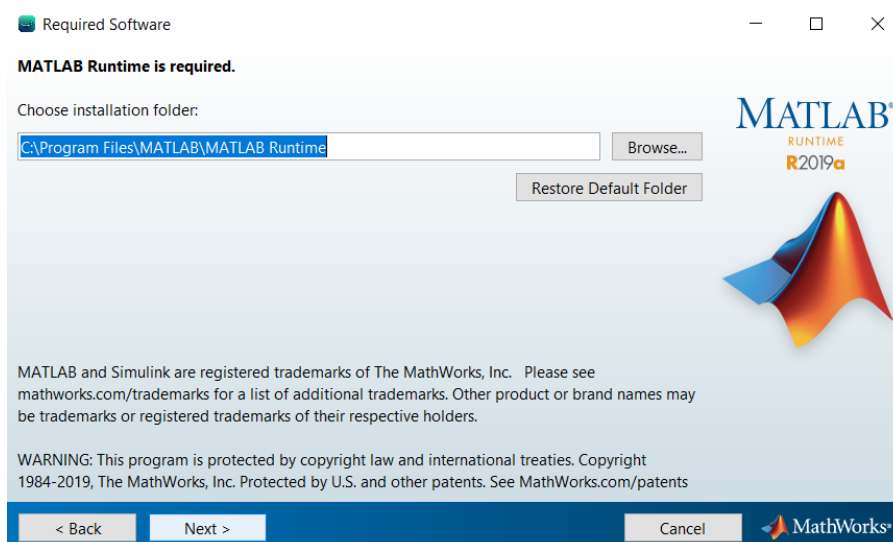 Required Software
MATLAB Runtime is required.
Choose installation folder:
C:\Program Files\MATLAB\MATLAB Runtime
Browse...
Restore Default Folder
MATLAB®
RUNTIME
R2019a
MATLAB and Simulink are registered trademarks of The MathWorks, Inc. Please see
mathworks.com/trademarks for a list of additional trademarks. Other product or brand names may
be trademarks or registered trademarks of their respective holders.
WARNING: This program is protected by copyright law and international treaties. Copyright
1984-2019, The MathWorks, Inc. Protected by U.S. and other patents. See MathWorks.com/patents
< Back
Next >
Cancel
MathWorks®